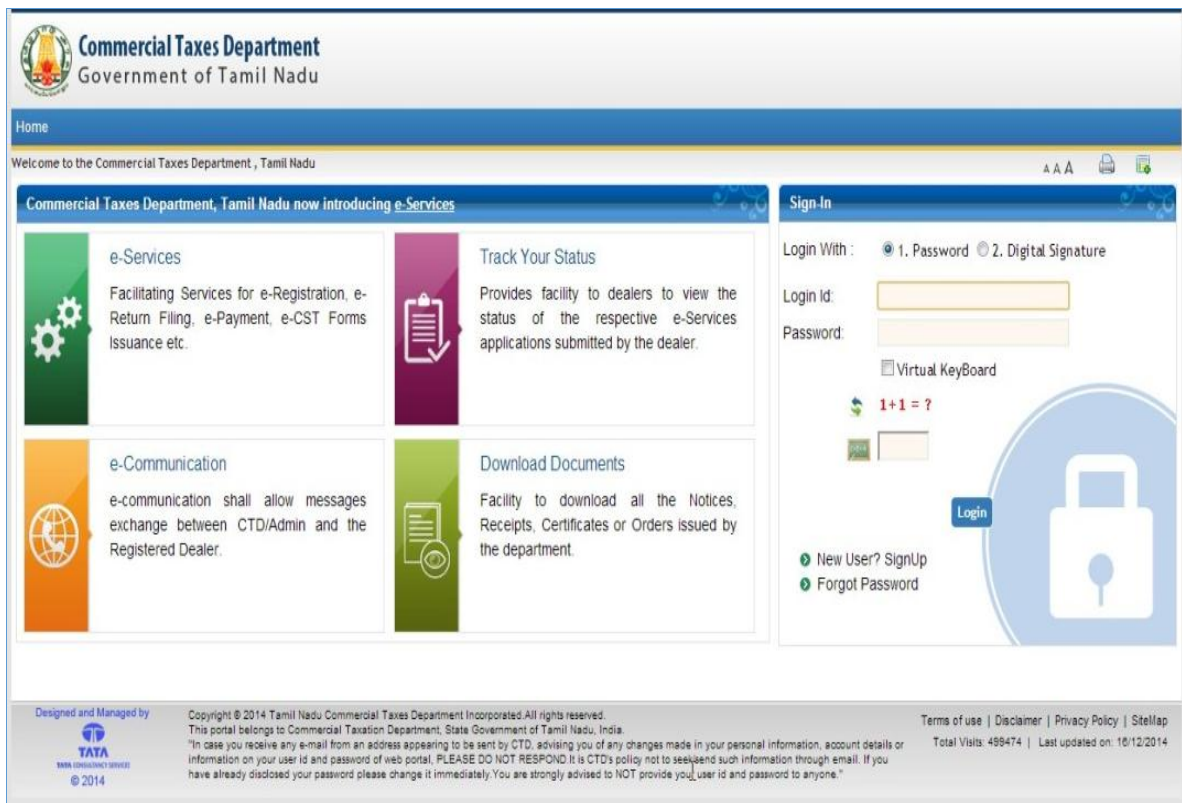 Commercial Taxes Department
Government of Tamil Nadu
Home
Welcome to the Commercial Taxes Department , Tamil Nadu
A A A
Commercial Taxes Department, Tamil Nadu now introducing e-Services
e-Services
Facilitating Services for e-Registration, e-
Return Filing, e-Payment, e-CST Forms
Issuance etc.
Track Your Status
Provides facility to dealers to view the
status of the respective e-Services
applications submitted by the dealer.
e-Communication
e-communication shall allow messages
exchange between CTD/Admin and the
Registered Dealer.
Download Documents
Facility to download all the Notices,
Receipts, Certificates or Orders issued by
the department.
Sign-In
Login With : 1. Password 2. Digital Signature
Login Id:
Password:
Virtual KeyBoard
1+1 = ?
Login
New User? SignUp
Forgot Password
Designed and Managed by
TATA
TATA CONSULTANCY SERVICES
© 2014
Copyright © 2014 Tamil Nadu Commercial Taxes Department Incorporated.All rights reserved.
This portal belongs to Commercial Taxation Department, State Government of Tamil Nadu, India.
"In case you receive any e-mail from an address appearing to be sent by CTD, advising you of any changes made in your personal information, account details or
information on your user id and password of web portal, PLEASE DO NOT RESPOND.It is CTD's policy not to seek/send such information through email. If you
have already disclosed your password please change it immediately.You are strongly advised to NOT provide your user id and password to anyone."
Terms of use | Disclaimer | Privacy Policy | SiteMap
Total Visits: 499474 | Last updated on: 16/12/2014